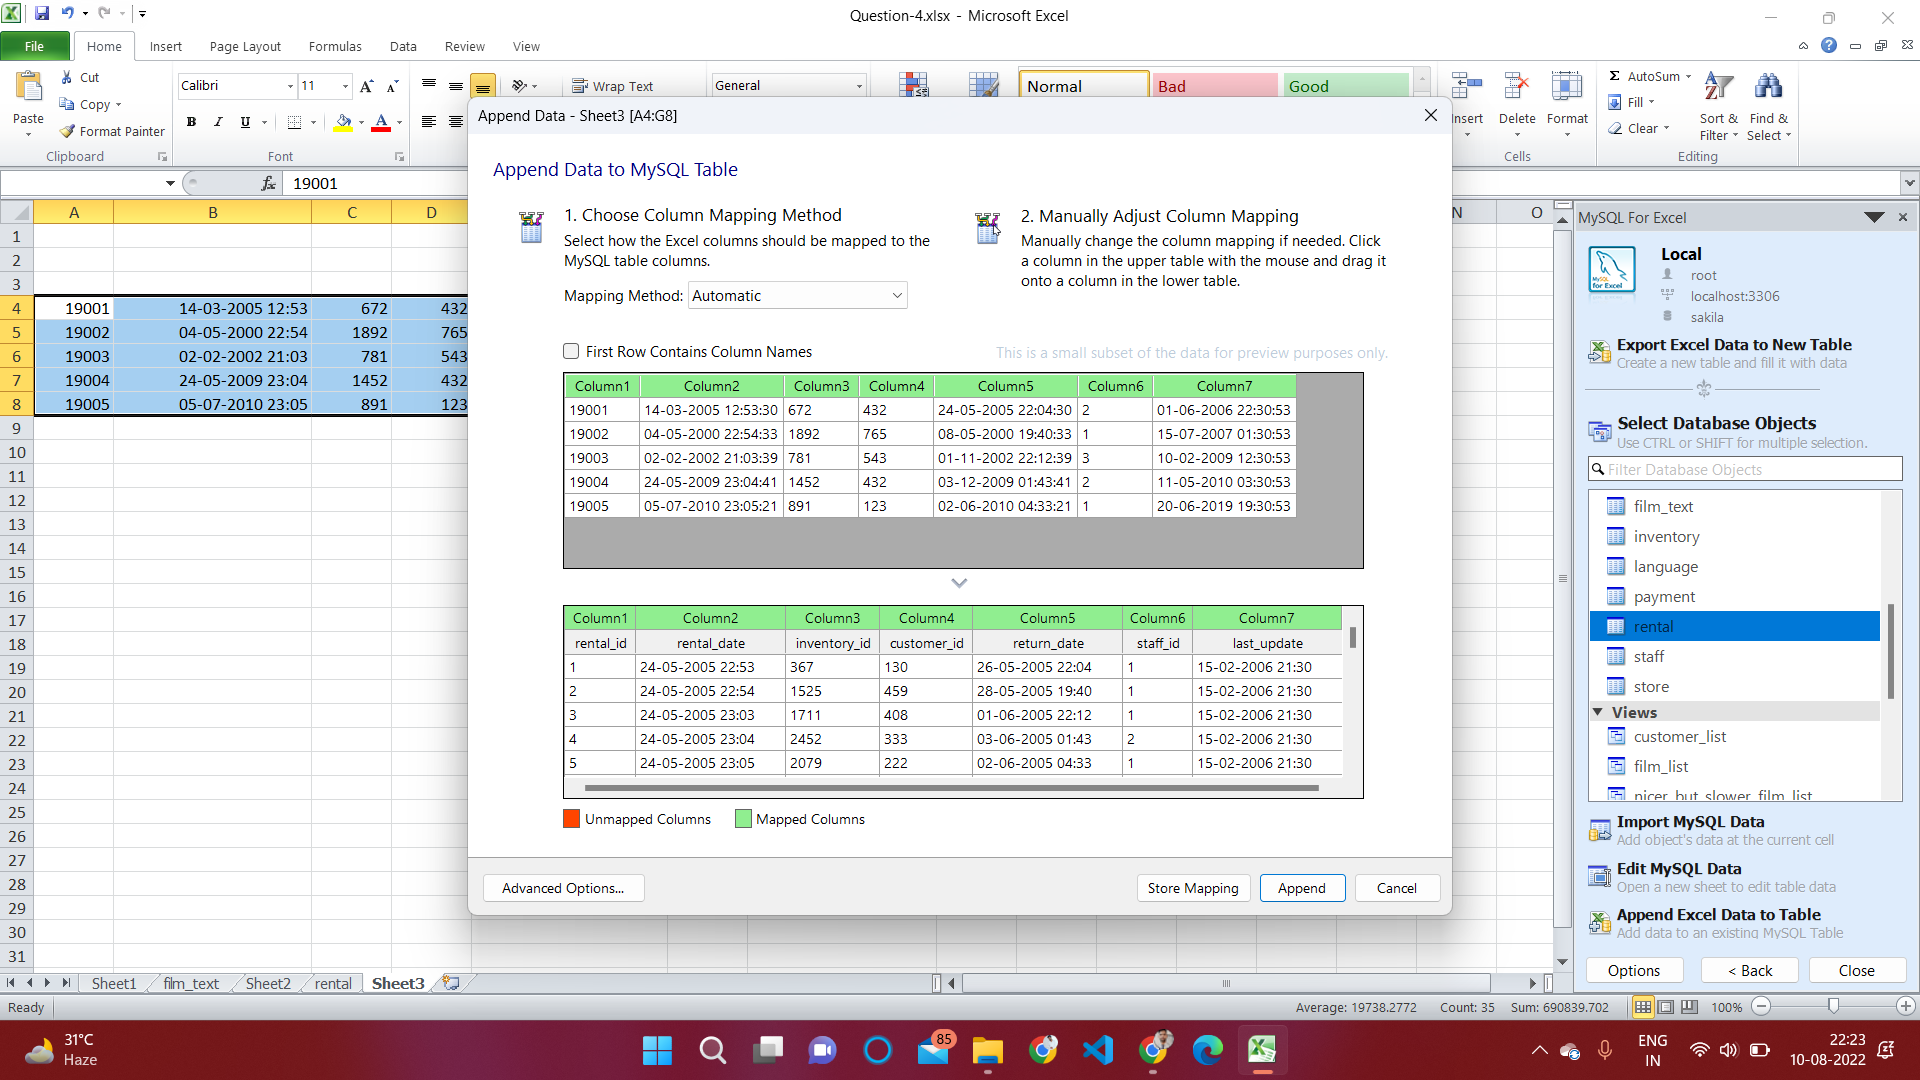 Question-4.xlsx - Microsoft Excel
File Home Insert Page Layout Formulas Data Review View
Paste
Cut
Copy
Format Painter
Clipboard
Calibri 11
B I U A
Font
Wrap Text
General
Normal Bad Good
Insert Delete Format
Cells
Σ AutoSum
Fill
Clear
Sort & Filter
Find & Select
Editing
fx 19001
A B C D N O
1
2
3
4 19001 14-03-2005 12:53 672 432
5 19002 04-05-2000 22:54 1892 765
6 19003 02-02-2002 21:03 781 543
7 19004 24-05-2009 23:04 1452 432
8 19005 05-07-2010 23:05 891 123
9
10
11
12
13
14
15
16
17
18
19
20
21
22
23
24
25
26
27
28
29
30
31
Append Data - Sheet3 [A4:G8]
Append Data to MySQL Table
1. Choose Column Mapping Method
Select how the Excel columns should be mapped to the
MySQL table columns.
Mapping Method: Automatic
2. Manually Adjust Column Mapping
Manually change the column mapping if needed. Click
a column in the upper table with the mouse and drag it
onto a column in the lower table.
First Row Contains Column Names
This is a small subset of the data for preview purposes only.
Column1 Column2 Column3 Column4 Column5 Column6 Column7
19001 14-03-2005 12:53:30 672 432 24-05-2005 22:04:30 2 01-06-2006 22:30:53
19002 04-05-2000 22:54:33 1892 765 08-05-2000 19:40:33 1 15-07-2007 01:30:53
19003 02-02-2002 21:03:39 781 543 01-11-2002 22:12:39 3 10-02-2009 12:30:53
19004 24-05-2009 23:04:41 1452 432 03-12-2009 01:43:41 2 11-05-2010 03:30:53
19005 05-07-2010 23:05:21 891 123 02-06-2010 04:33:21 1 20-06-2019 19:30:53
Column1 Column2 Column3 Column4 Column5 Column6 Column7
rental_id rental_date inventory_id customer_id return_date staff_id last_update
1 24-05-2005 22:53 367 130 26-05-2005 22:04 1 15-02-2006 21:30
2 24-05-2005 22:54 1525 459 28-05-2005 19:40 1 15-02-2006 21:30
3 24-05-2005 23:03 1711 408 01-06-2005 22:12 1 15-02-2006 21:30
4 24-05-2005 23:04 2452 333 03-06-2005 01:43 2 15-02-2006 21:30
5 24-05-2005 23:05 2079 222 02-06-2005 04:33 1 15-02-2006 21:30
Unmapped Columns Mapped Columns
Advanced Options... Store Mapping Append Cancel
MySQL For Excel
MySQL for Excel
Local
root
localhost:3306
sakila
Export Excel Data to New Table
Create a new table and fill it with data
Select Database Objects
Use CTRL or SHIFT for multiple selection.
Filter Database Objects
film_text
inventory
language
payment
rental
staff
store
Views
customer_list
film_list
nicer_but_slower_film_list
Import MySQL Data
Add object's data at the current cell
Edit MySQL Data
Open a new sheet to edit table data
Append Excel Data to Table
Add data to an existing MySQL Table
Options < Back Close
Sheet1 film_text Sheet2 rental Sheet3
Ready Average: 19738.2772 Count: 35 Sum: 690839.702 100%
31°C
Haze
85
ENG
IN
22:23
10-08-2022